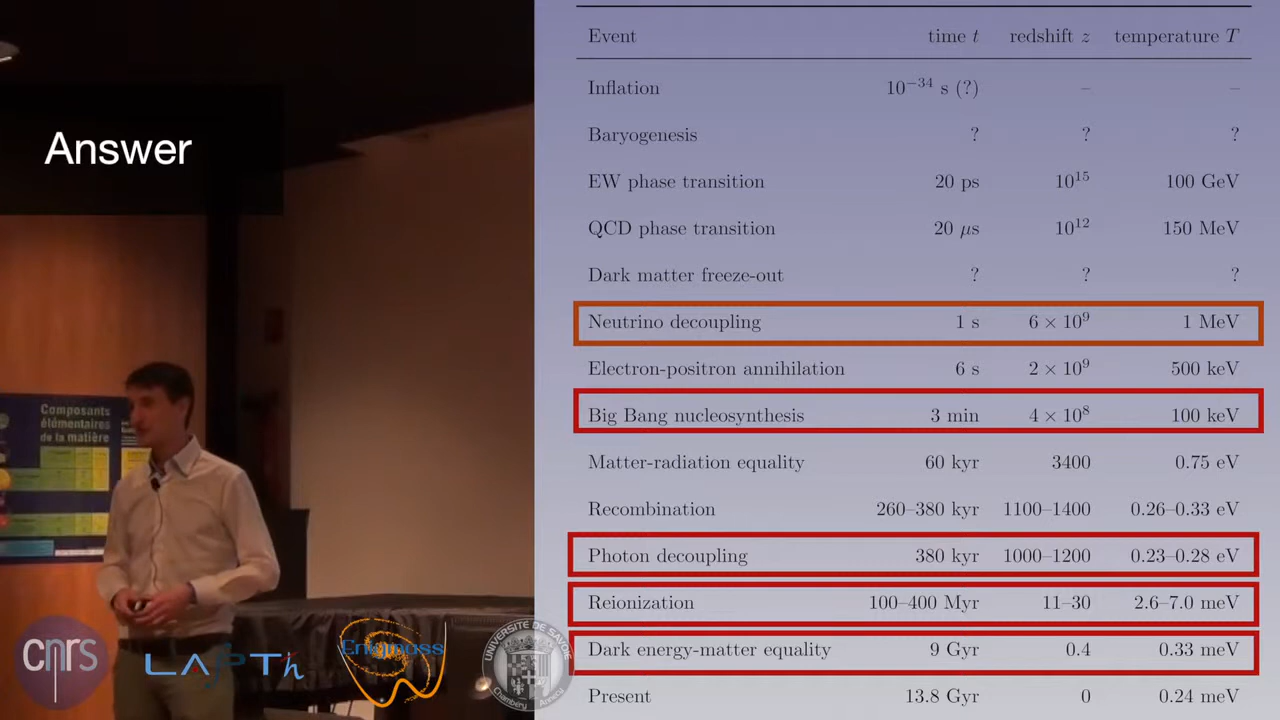 Answer
Composants
élémentaires
de la matière
cnrs
LAPTh
Enigmass
UNIVERSITE DE SAVOIE
Chambéry Annecy
Event time t redshift z temperature T
Inflation 10⁻³⁴ s (?) – –
Baryogenesis ? ? ?
EW phase transition 20 ps 10¹⁵ 100 GeV
QCD phase transition 20 μs 10¹² 150 MeV
Dark matter freeze-out ? ? ?
Neutrino decoupling 1 s 6 × 10⁹ 1 MeV
Electron-positron annihilation 6 s 2 × 10⁹ 500 keV
Big Bang nucleosynthesis 3 min 4 × 10⁸ 100 keV
Matter-radiation equality 60 kyr 3400 0.75 eV
Recombination 260–380 kyr 1100–1400 0.26–0.33 eV
Photon decoupling 380 kyr 1000–1200 0.23–0.28 eV
Reionization 100–400 Myr 11–30 2.6–7.0 meV
Dark energy-matter equality 9 Gyr 0.4 0.33 meV
Present 13.8 Gyr 0 0.24 meV